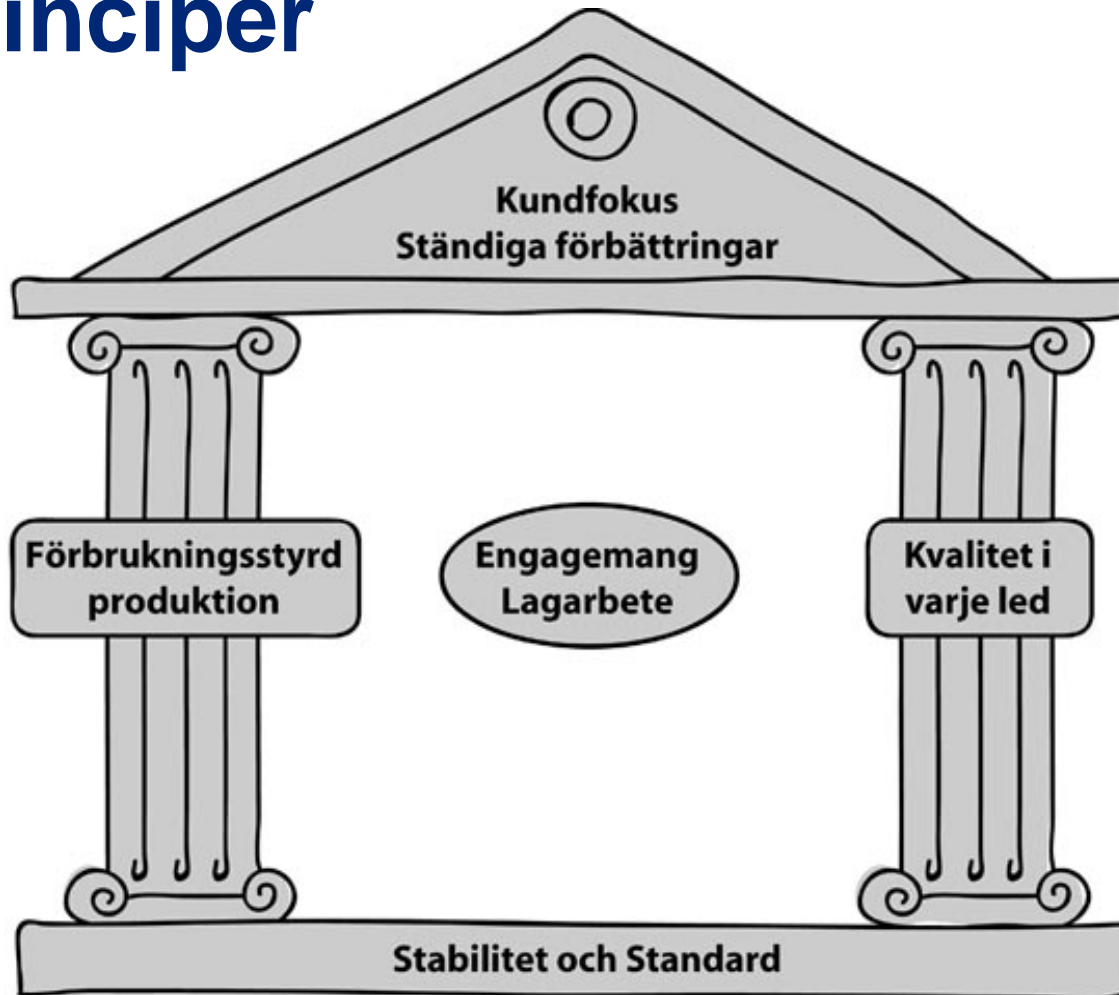 inciper
Kundfokus
Ständiga förbättringar
Förbrukningsstyrd
produktion
Engagemang
Lagarbete
Kvalitet i
varje led
Stabilitet och Standard